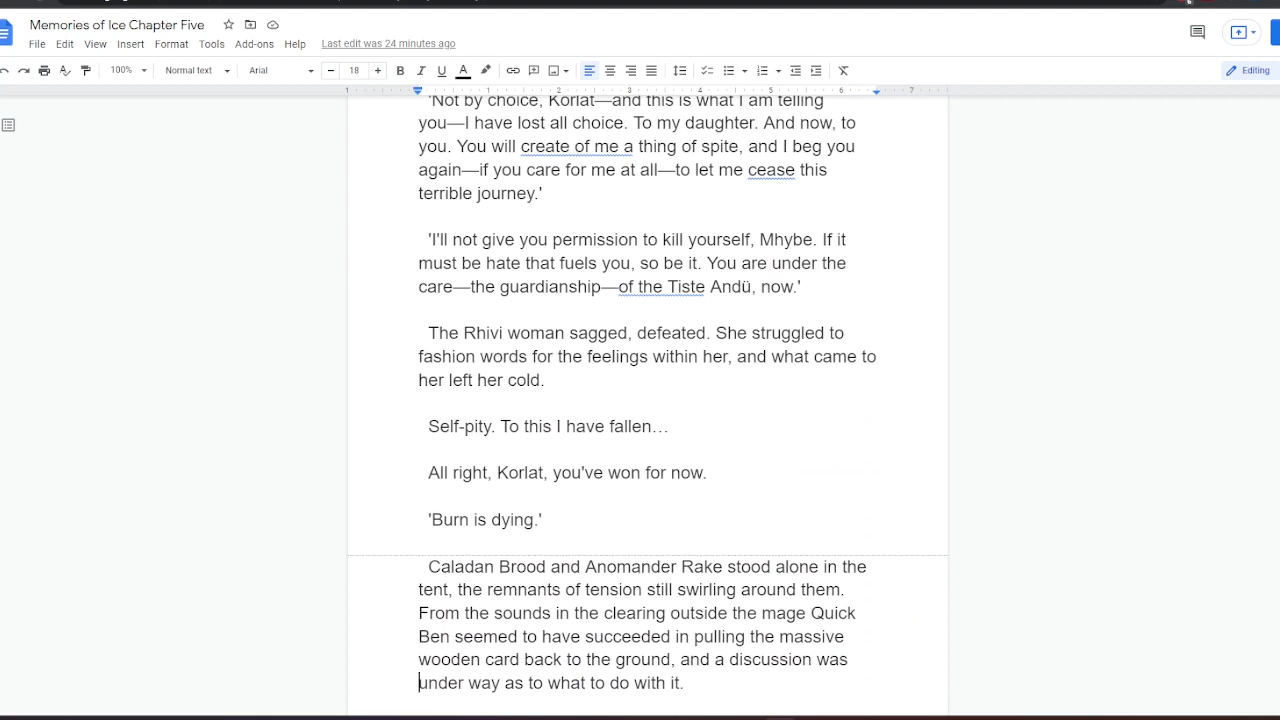 Memories of Ice Chapter Five
File Edit View Insert Format Tools Add-ons Help Last edit was 24 minutes ago
100% Normal text Arial 18 B I U A Editing
1 1 2 3 4 5 6 7
'Not by choice, Korlat—and this is what I am telling
you—I have lost all choice. To my daughter. And now, to
you. You will create of me a thing of spite, and I beg you
again—if you care for me at all—to let me cease this
terrible journey.'
'I'll not give you permission to kill yourself, Mhybe. If it
must be hate that fuels you, so be it. You are under the
care—the guardianship—of the Tiste Andü, now.'
The Rhivi woman sagged, defeated. She struggled to
fashion words for the feelings within her, and what came to
her left her cold.
Self-pity. To this I have fallen…
All right, Korlat, you've won for now.
'Burn is dying.'
Caladan Brood and Anomander Rake stood alone in the
tent, the remnants of tension still swirling around them.
From the sounds in the clearing outside the mage Quick
Ben seemed to have succeeded in pulling the massive
wooden card back to the ground, and a discussion was
under way as to what to do with it.